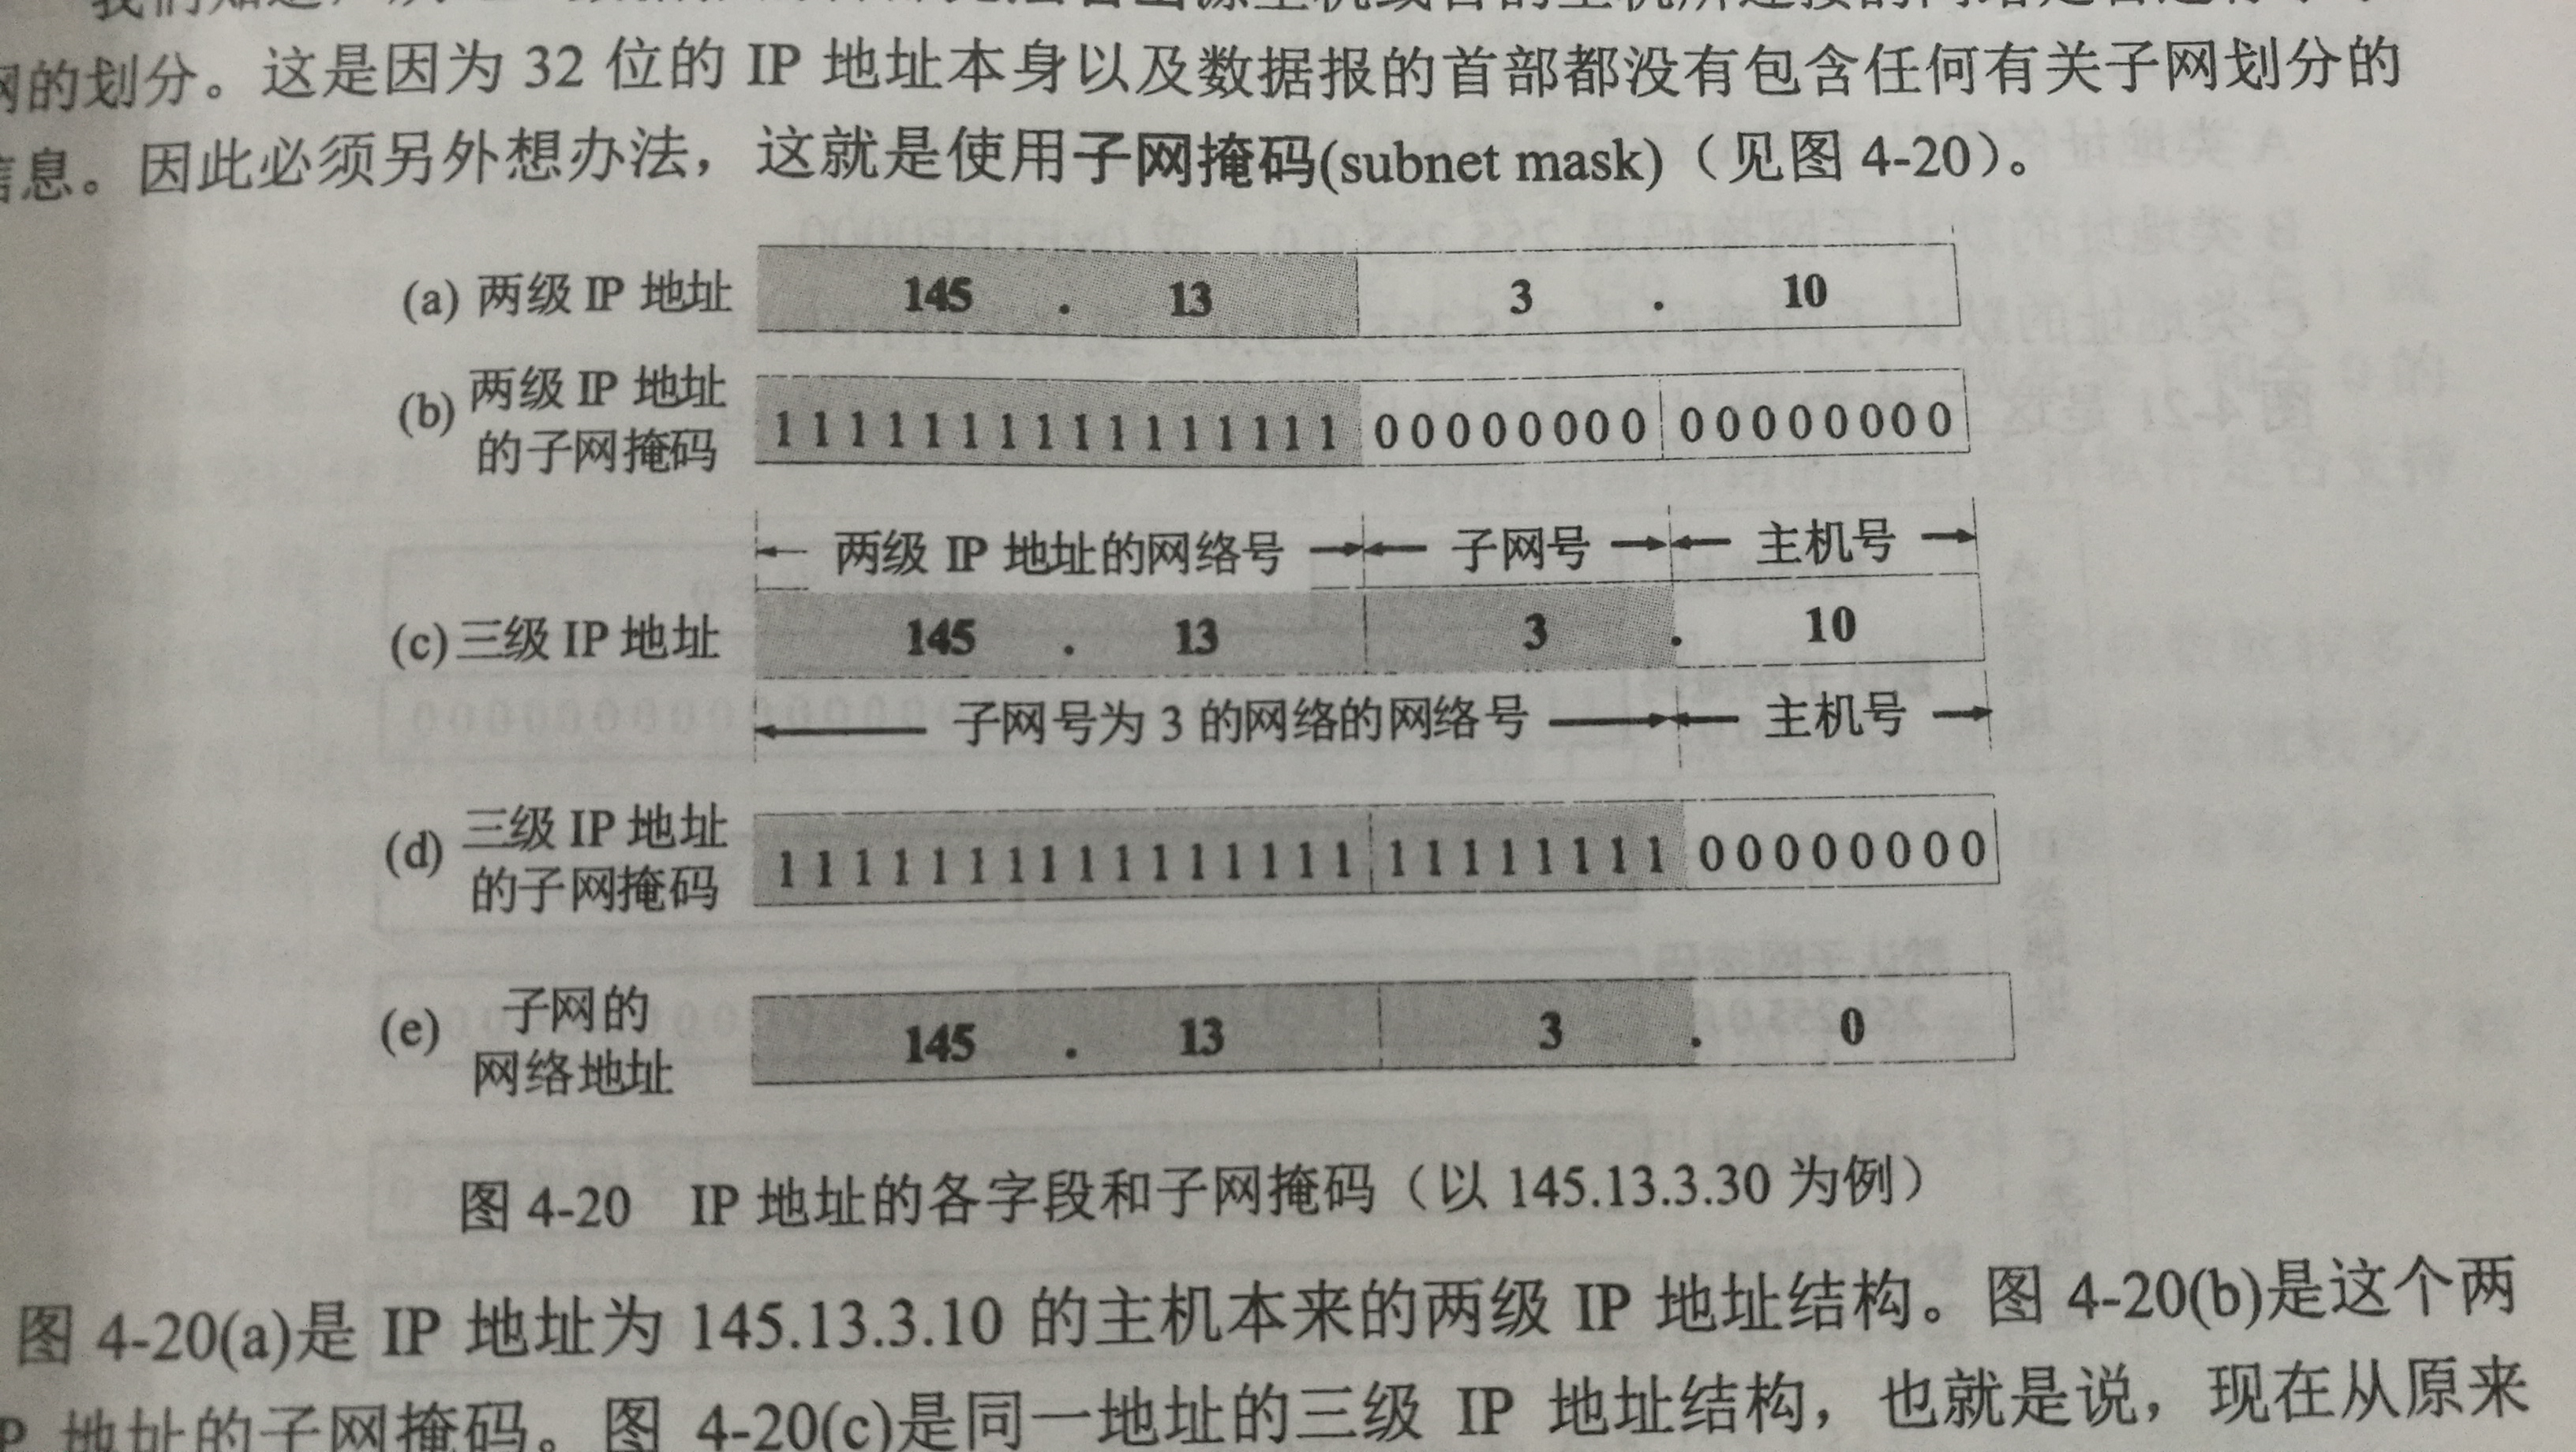 网的划分。这是因为 32 位的 IP 地址本身以及数据报的首部都没有包含任何有关子网划分的
信息。因此必须另外想办法，这就是使用子网掩码(subnet mask)（见图 4-20）。
(a) 两级 IP 地址 145 . 13 3 . 10
(b) 两级 IP 地址的子网掩码 1111111111111111 00000000 00000000
两级 IP 地址的网络号 子网号 主机号
(c) 三级 IP 地址 145 . 13 3 . 10
子网号为 3 的网络的网络号 主机号
(d) 三级 IP 地址的子网掩码 1111111111111111 11111111 00000000
(e) 子网的网络地址 145 . 13 3 . 0
图 4-20 IP 地址的各字段和子网掩码（以 145.13.3.30 为例）
图 4-20(a)是 IP 地址为 145.13.3.10 的主机本来的两级 IP 地址结构。图 4-20(b)是这个两
P 地址的子网掩码。图 4-20(c)是同一地址的三级 IP 地址结构，也就是说，现在从原来